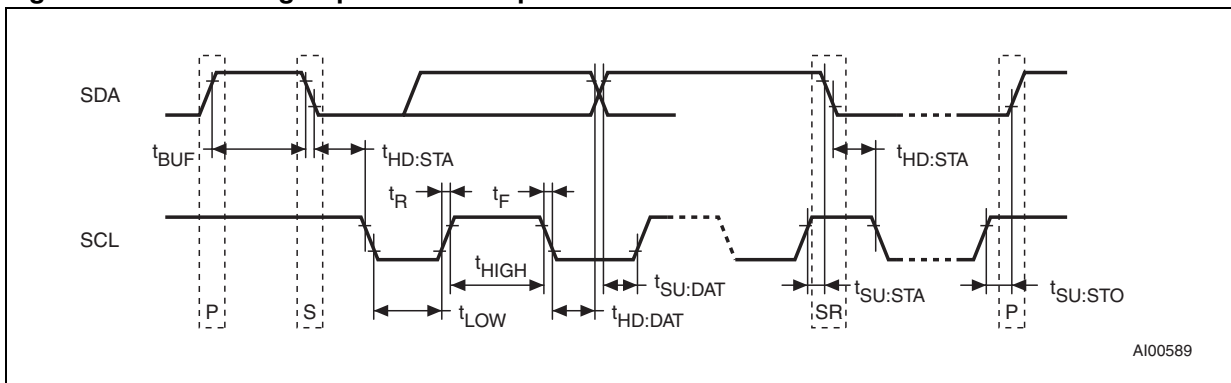 SDA
tBUF
tHD:STA
tHD:STA
tR
tF
SCL
tHIGH
tSU:DAT
tSU:STA
tSU:STO
P
S
tLOW
tHD:DAT
SR
P
AI00589